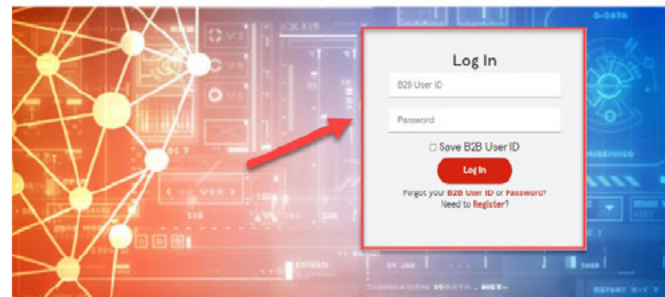 Log In
B2B User ID
Password
Save B2B User ID
Log In
Forgot your B2B User ID or Password?
Need to Register?